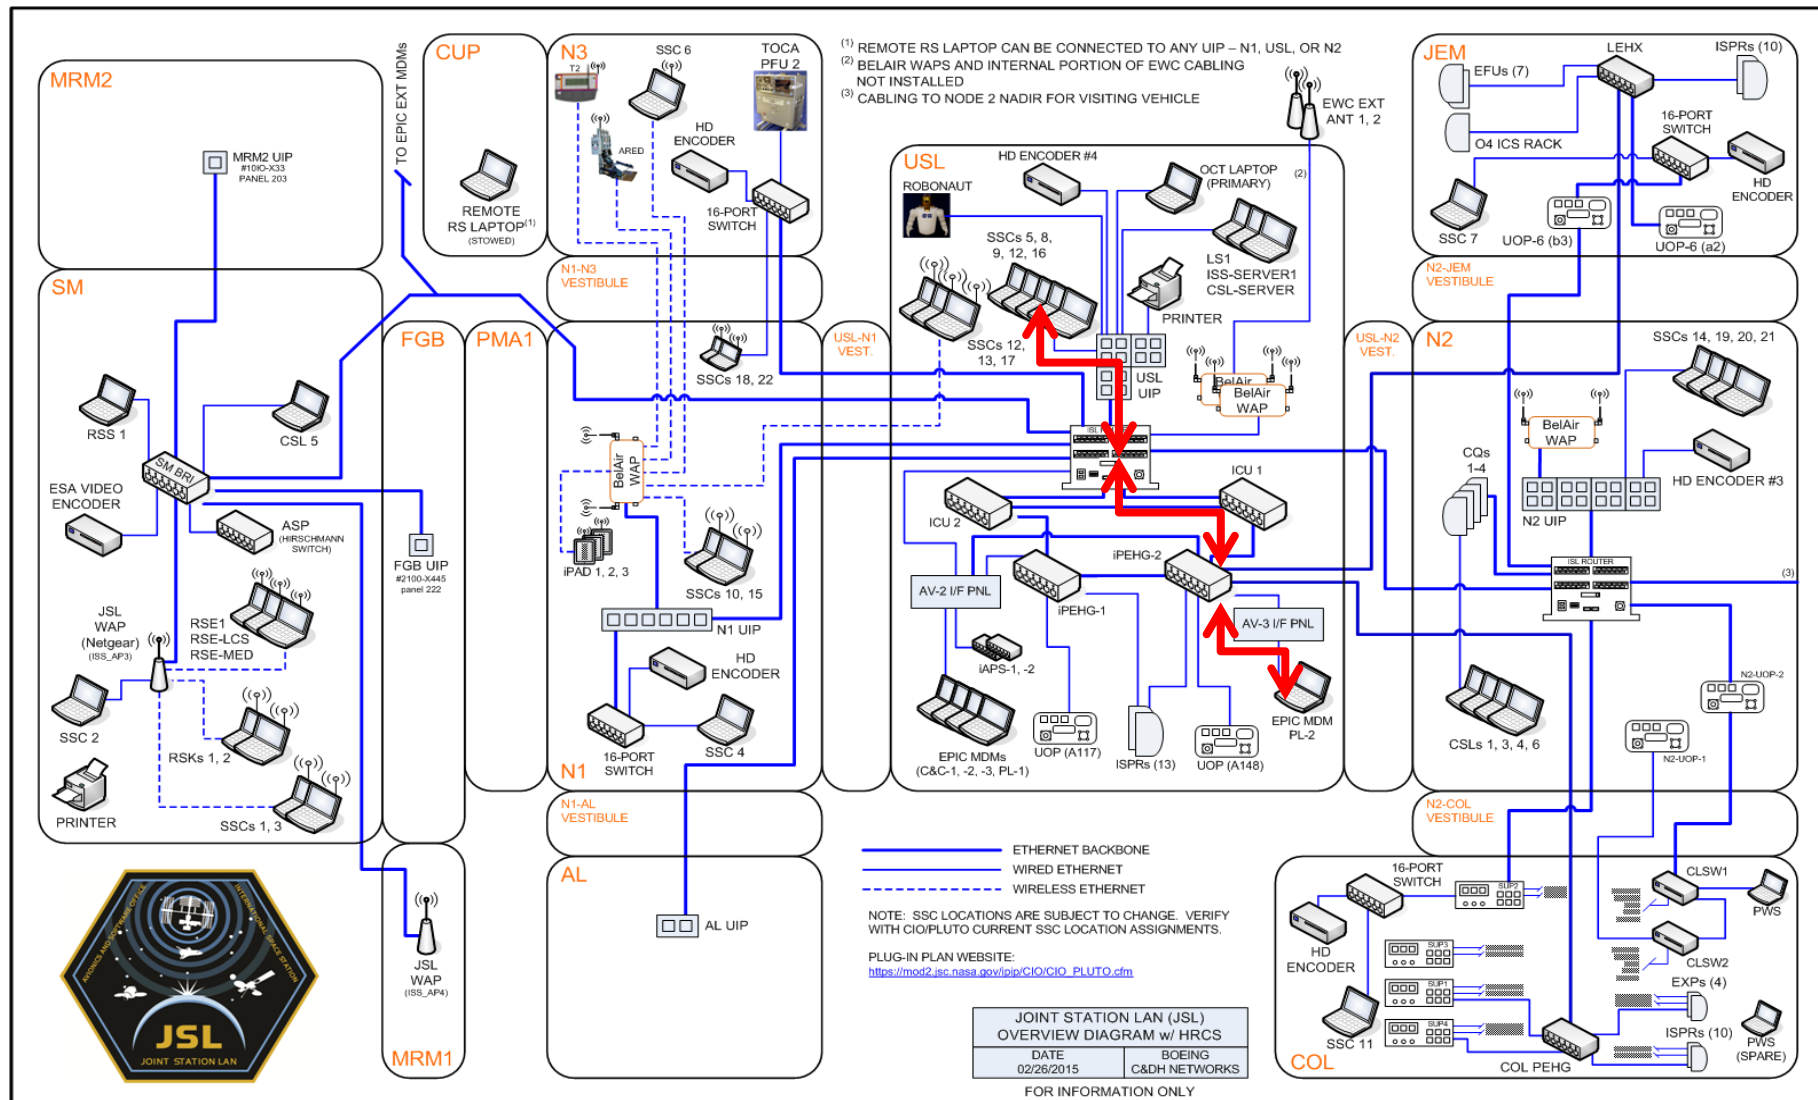 MRM2
MRM2 UIP
#10IO-X33
PANEL 203
TO EPIC EXT MDMs
CUP
REMOTE
RS LAPTOP(1)
(STOWED)
N3
T2
SSC 6
TOCA
PFU 2
HD
ENCODER
ARED
16-PORT
SWITCH
(1) REMOTE RS LAPTOP CAN BE CONNECTED TO ANY UIP – N1, USL, OR N2
(2) BELAIR WAPS AND INTERNAL PORTION OF EWC CABLING
NOT INSTALLED
(3) CABLING TO NODE 2 NADIR FOR VISITING VEHICLE
EWC EXT
ANT 1, 2
JEM
LEHX
ISPRs (10)
EFUs (7)
O4 ICS RACK
16-PORT
SWITCH
HD
ENCODER
SSC 7
UOP-6 (b3)
UOP-6 (a2)
N1-N3
VESTIBULE
N2-JEM
VESTIBULE
SM
RSS 1
CSL 5
SM BRI
ESA VIDEO
ENCODER
ASP
(HIRSCHMANN
SWITCH)
JSL
WAP
(Netgear)
(ISS_AP3)
RSE1
RSE-LCS
RSE-MED
SSC 2
RSKs 1, 2
PRINTER
SSCs 1, 3
FGB
FGB UIP
#2100-X445
panel 222
PMA1
SSCs 18, 22
BelAir
WAP
iPAD 1, 2, 3
SSCs 10, 15
N1 UIP
HD
ENCODER
16-PORT
SWITCH
SSC 4
N1
USL-N1
VEST.
USL
HD ENCODER #4
ROBONAUT
OCT LAPTOP
(PRIMARY)
(2)
SSCs 5, 8,
9, 12, 16
LS1
ISS-SERVER1
CSL-SERVER
PRINTER
SSCs 12,
13, 17
USL
UIP
BelAir
WAP
BelAir
WAP
ICU 1
ICU 2
iPEHG-2
AV-2 I/F PNL
iPEHG-1
AV-3 I/F PNL
iAPS-1, -2
EPIC MDMs
(C&C-1, -2, -3, PL-1)
UOP (A117)
ISPRs (13)
UOP (A148)
EPIC MDM
PL-2
USL-N2
VEST.
N2
SSCs 14, 19, 20, 21
BelAir
WAP
CQs
1-4
HD ENCODER #3
N2 UIP
ISL ROUTER
(3)
N2-UOP-2
N2-UOP-1
CSLs 1, 3, 4, 6
N1-AL
VESTIBULE
N2-COL
VESTIBULE
AL
AL UIP
JSL
WAP
(ISS_AP4)
MRM1
AVIONICS AND SOFTWARE OFFICE
INTERNATIONAL SPACE STATION
JSL
JOINT STATION LAN
ETHERNET BACKBONE
WIRED ETHERNET
WIRELESS ETHERNET
NOTE: SSC LOCATIONS ARE SUBJECT TO CHANGE. VERIFY
WITH CIO/PLUTO CURRENT SSC LOCATION ASSIGNMENTS.
PLUG-IN PLAN WEBSITE:
https://mod2.jsc.nasa.gov/ipip/CIO/CIO_PLUTO.cfm
JOINT STATION LAN (JSL)
OVERVIEW DIAGRAM w/ HRCS
DATE
02/26/2015
BOEING
C&DH NETWORKS
FOR INFORMATION ONLY
16-PORT
SWITCH
SUP2
CLSW1
PWS
HD
ENCODER
SUP3
CLSW2
EXPs (4)
SUP1
SUP4
SSC 11
ISPRs (10)
PWS
(SPARE)
COL PEHG
COL